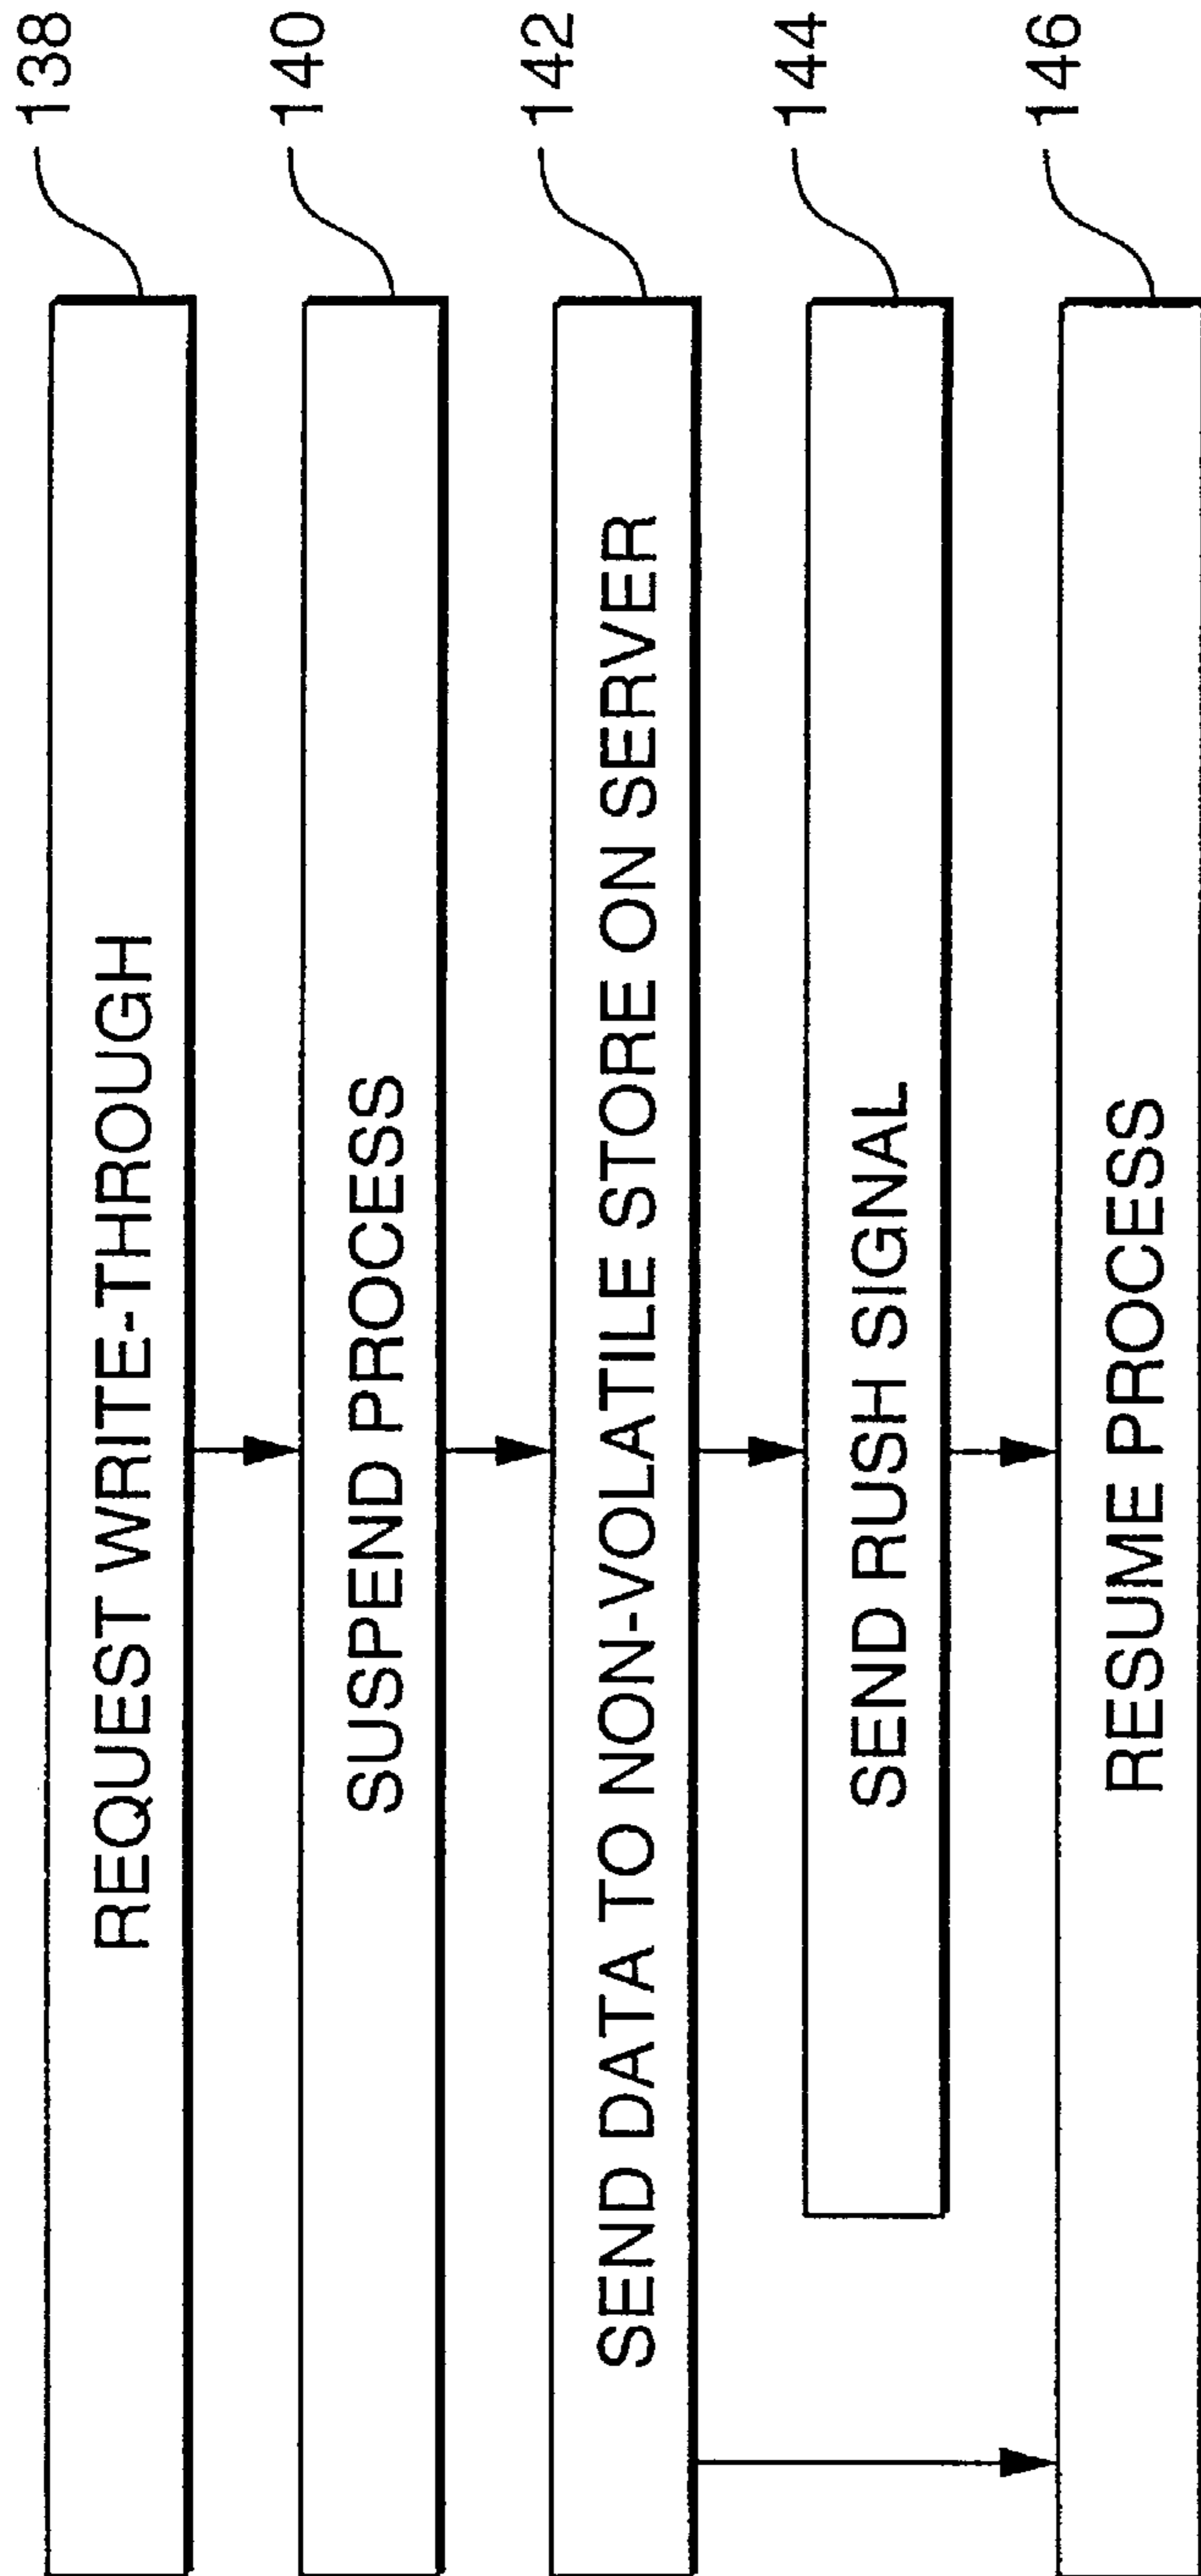 REQUEST WRITE-THROUGH
138
SUSPEND PROCESS
140
SEND DATA TO NON-VOLATILE STORE ON SERVER
142
SEND RUSH SIGNAL
144
RESUME PROCESS
146